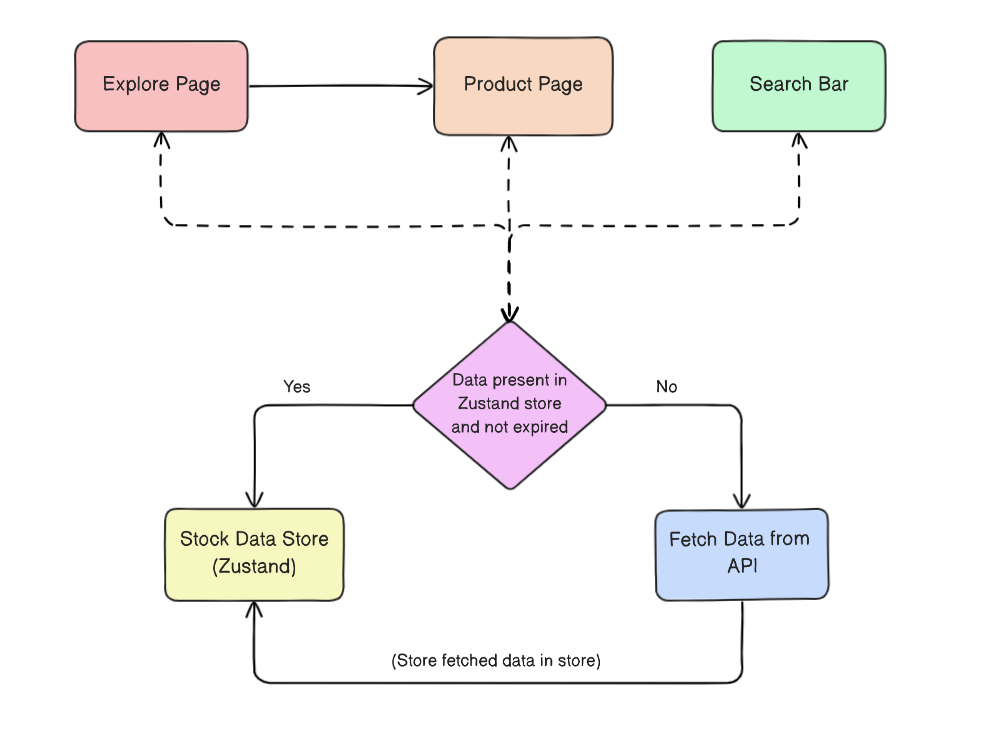 Explore Page
Product Page
Search Bar
Data present in
Zustand store
and not expired
Yes
No
Stock Data Store
(Zustand)
Fetch Data from
API
(Store fetched data in store)